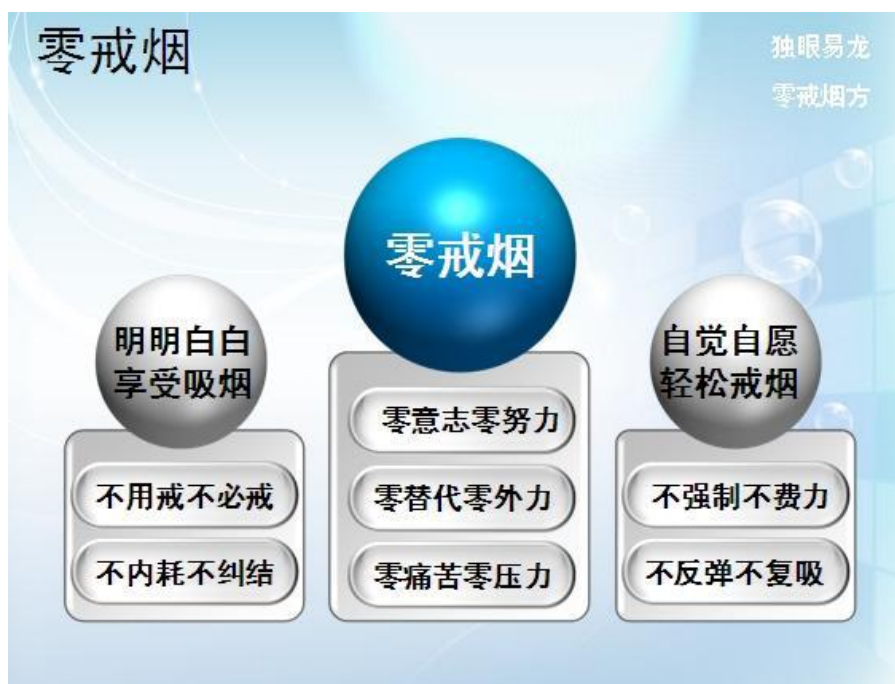 零戒烟
独眼易龙
零戒烟方
零戒烟
明明白白
享受吸烟
自觉自愿
轻松戒烟
零意志零努力
零替代零外力
零痛苦零压力
不用戒不必戒
不内耗不纠结
不强制不费力
不反弹不复吸